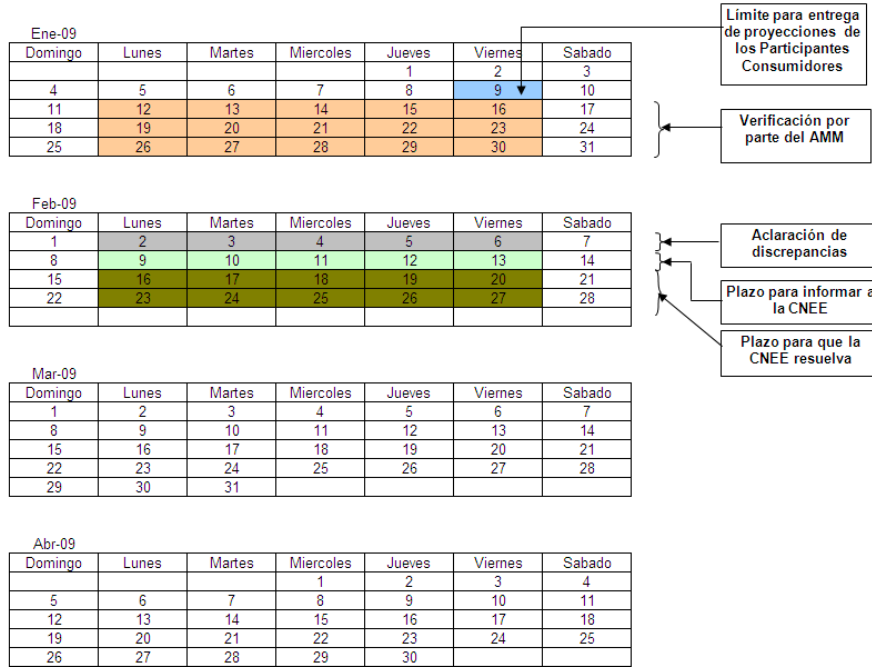 Ene-09
Domingo Lunes Martes Miercoles Jueves Viernes Sabado
1 2 3
4 5 6 7 8 9 10
11 12 13 14 15 16 17
18 19 20 21 22 23 24
25 26 27 28 29 30 31
Límite para entrega
de proyecciones de
los Participantes
Consumidores
Verificación por
parte del AMM
Feb-09
Domingo Lunes Martes Miercoles Jueves Viernes Sabado
1 2 3 4 5 6 7
8 9 10 11 12 13 14
15 16 17 18 19 20 21
22 23 24 25 26 27 28
Aclaración de
discrepancias
Plazo para informar a
la CNEE
Plazo para que la
CNEE resuelva
Mar-09
Domingo Lunes Martes Miercoles Jueves Viernes Sabado
1 2 3 4 5 6 7
8 9 10 11 12 13 14
15 16 17 18 19 20 21
22 23 24 25 26 27 28
29 30 31
Abr-09
Domingo Lunes Martes Miercoles Jueves Viernes Sabado
1 2 3 4
5 6 7 8 9 10 11
12 13 14 15 16 17 18
19 20 21 22 23 24 25
26 27 28 29 30